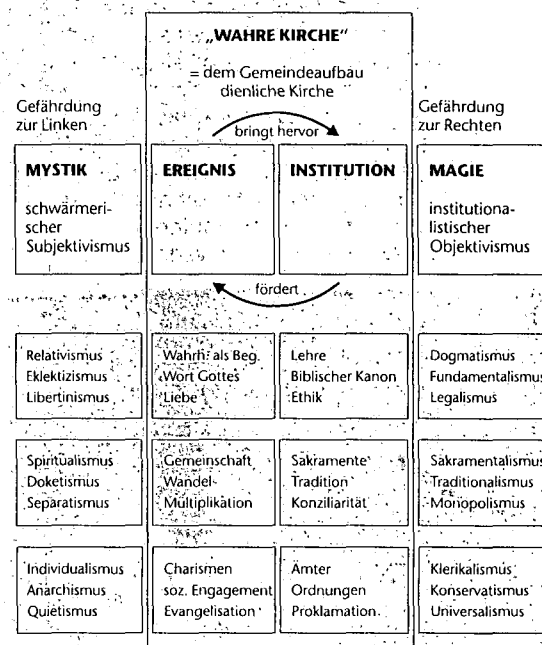 „WAHRE KIRCHE“
= dem Gemeindeaufbau
dienliche Kirche
Gefährdung
zur Linken
bringt hervor
Gefährdung
zur Rechten
MYSTIK
schwärmeri-
scher
Subjektivismus
EREIGNIS
INSTITUTION
MAGIE
institutiona-
listischer
Objektivismus
fördert
Relativismus
Eklektizismus
Libertinismus
Wahrh. als Beg.
Wort Gottes
Liebe
Lehre
Biblischer Kanon
Ethik
Dogmatismus
Fundamentalismus
Legalismus
Spiritualismus
Doketismus
Separatismus
Gemeinschaft
Wandel
Multiplikation
Sakramente
Tradition
Konziliarität
Sakramentalismus
Traditionalismus
Monopolismus
Individualismus
Anarchismus
Quietismus
Charismen
soz. Engagement
Evangelisation
Ämter
Ordnungen
Proklamation
Klerikalismus
Konservatismus
Universalismus